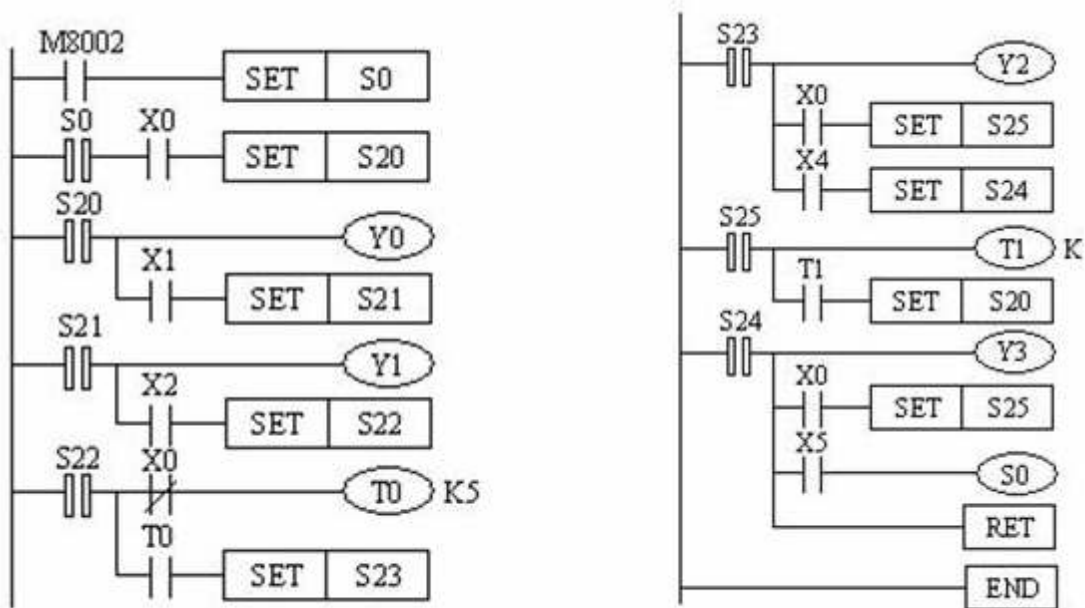 M8002
SET S0
S0 X0
SET S20
S20
Y0
X1
SET S21
S21
Y1
X2
SET S22
S22 X0
T0 K5
T0
SET S23
S23
Y2
X0
SET S25
X4
SET S24
S25
T1 K
T1
SET S20
S24
Y3
X0
SET S25
X5
S0
RET
END